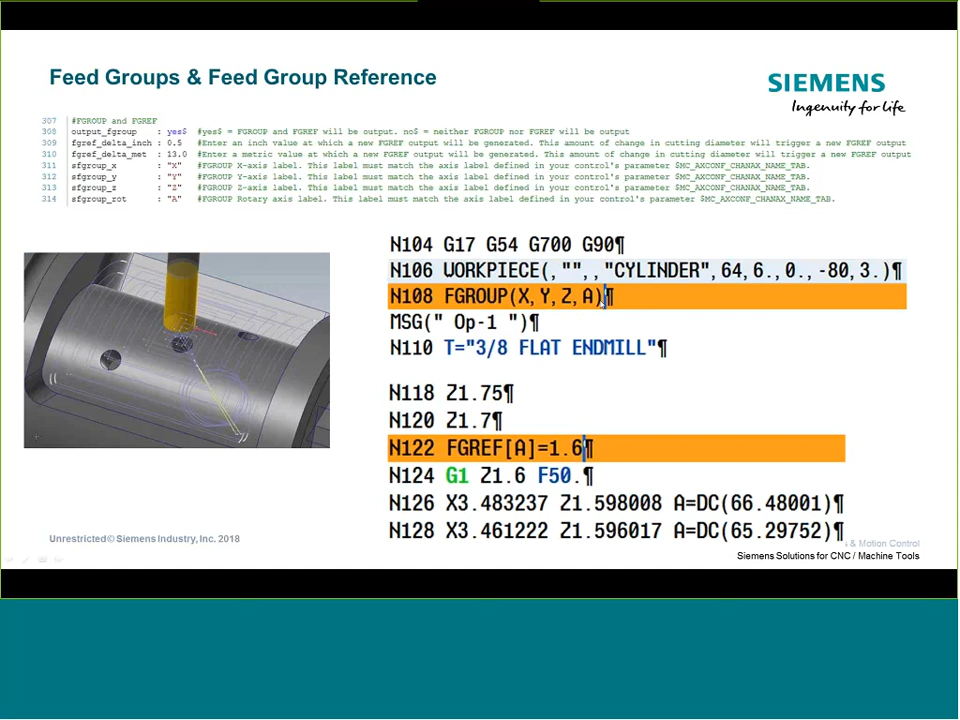 Feed Groups & Feed Group Reference
SIEMENS
Ingenuity for life
307 #FGROUP and FGREF
308 output_fgroup : yes$ #yes$ = FGROUP and FGREF will be output. no$ = neither FGROUP nor FGREF will be output
309 fgref_delta_inch : 0.5 #Enter an inch value at which a new FGREF output will be generated. This amount of change in cutting diameter will trigger a new FGREF output
310 fgref_delta_met : 13.0 #Enter a metric value at which a new FGREF output will be generated. This amount of change in cutting diameter will trigger a new FGREF output
311 sfgroup_x : "X" #FGROUP X-axis label. This label must match the axis label defined in your control's parameter $MC_AXCONF_CHANAX_NAME_TAB.
312 sfgroup_y : "Y" #FGROUP Y-axis label. This label must match the axis label defined in your control's parameter $MC_AXCONF_CHANAX_NAME_TAB.
313 sfgroup_z : "Z" #FGROUP Z-axis label. This label must match the axis label defined in your control's parameter $MC_AXCONF_CHANAX_NAME_TAB.
314 sfgroup_rot : "A" #FGROUP Rotary axis label. This label must match the axis label defined in your control's parameter $MC_AXCONF_CHANAX_NAME_TAB.
N104 G17 G54 G700 G90¶
N106 WORKPIECE(,"",,"CYLINDER",64,6.,0.,-80,3.)¶
N108 FGROUP(X,Y,Z,A)¶
MSG(" Op-1 ")¶
N110 T="3/8 FLAT ENDMILL"¶
N118 Z1.75¶
N120 Z1.7¶
N122 FGREF[A]=1.6¶
N124 G1 Z1.6 F50.¶
N126 X3.483237 Z1.598008 A=DC(66.48001)¶
N128 X3.461222 Z1.596017 A=DC(65.29752)¶
Unrestricted © Siemens Industry, Inc. 2018
s & Motion Control
Siemens Solutions for CNC / Machine Tools